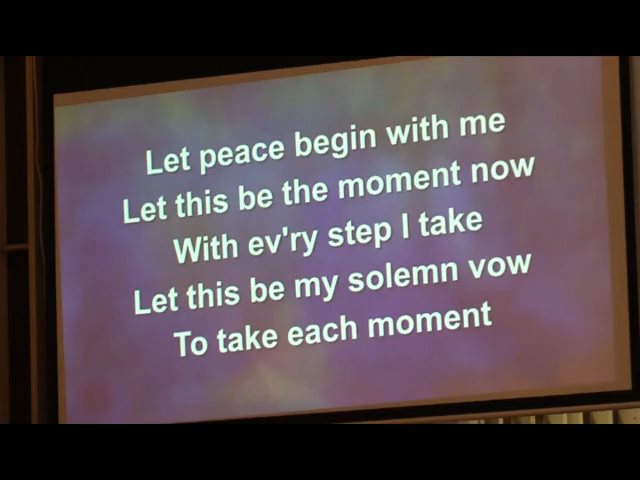 Let peace begin with me
Let this be the moment now
With ev'ry step I take
Let this be my solemn vow
To take each moment